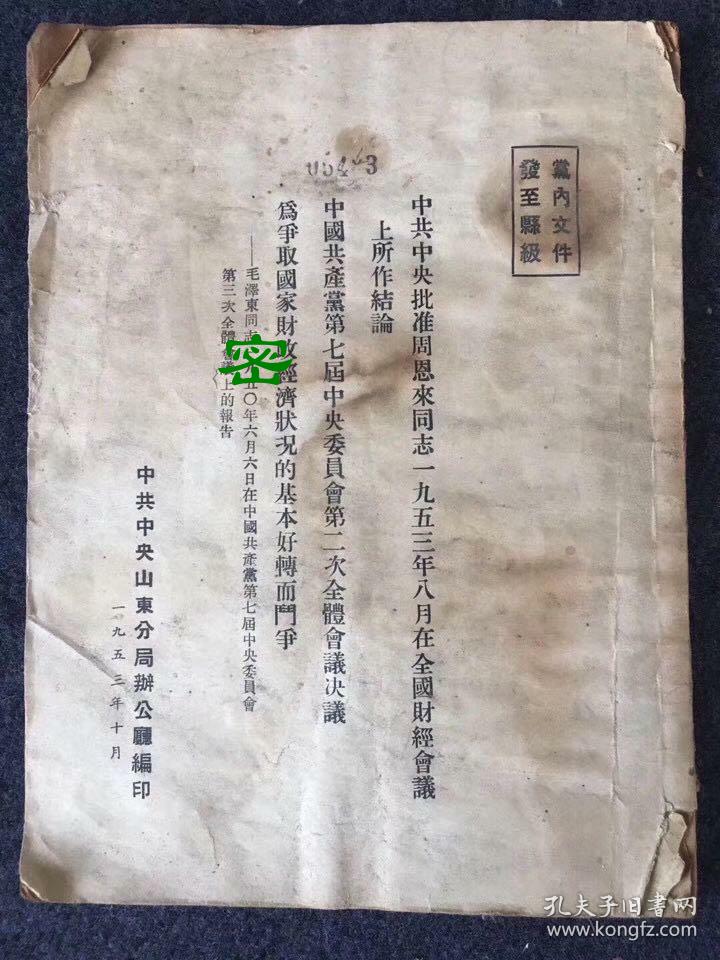 黨內文件
發至縣級
0543
中共中央批准周恩來同志一九五三年八月在全國財經會議
上所作結論
中國共產黨第七屆中央委員會第二次全體會議決議
爲爭取國家財政經濟狀況的基本好轉而鬥爭
——毛澤東同志 五〇年六月六日在中國共產黨第七屆中央委員會
第三次全體會議上的報告
密
中共中央山東分局辦公廳編印
一九五三年十月
孔夫子旧书网
www.kongfz.com